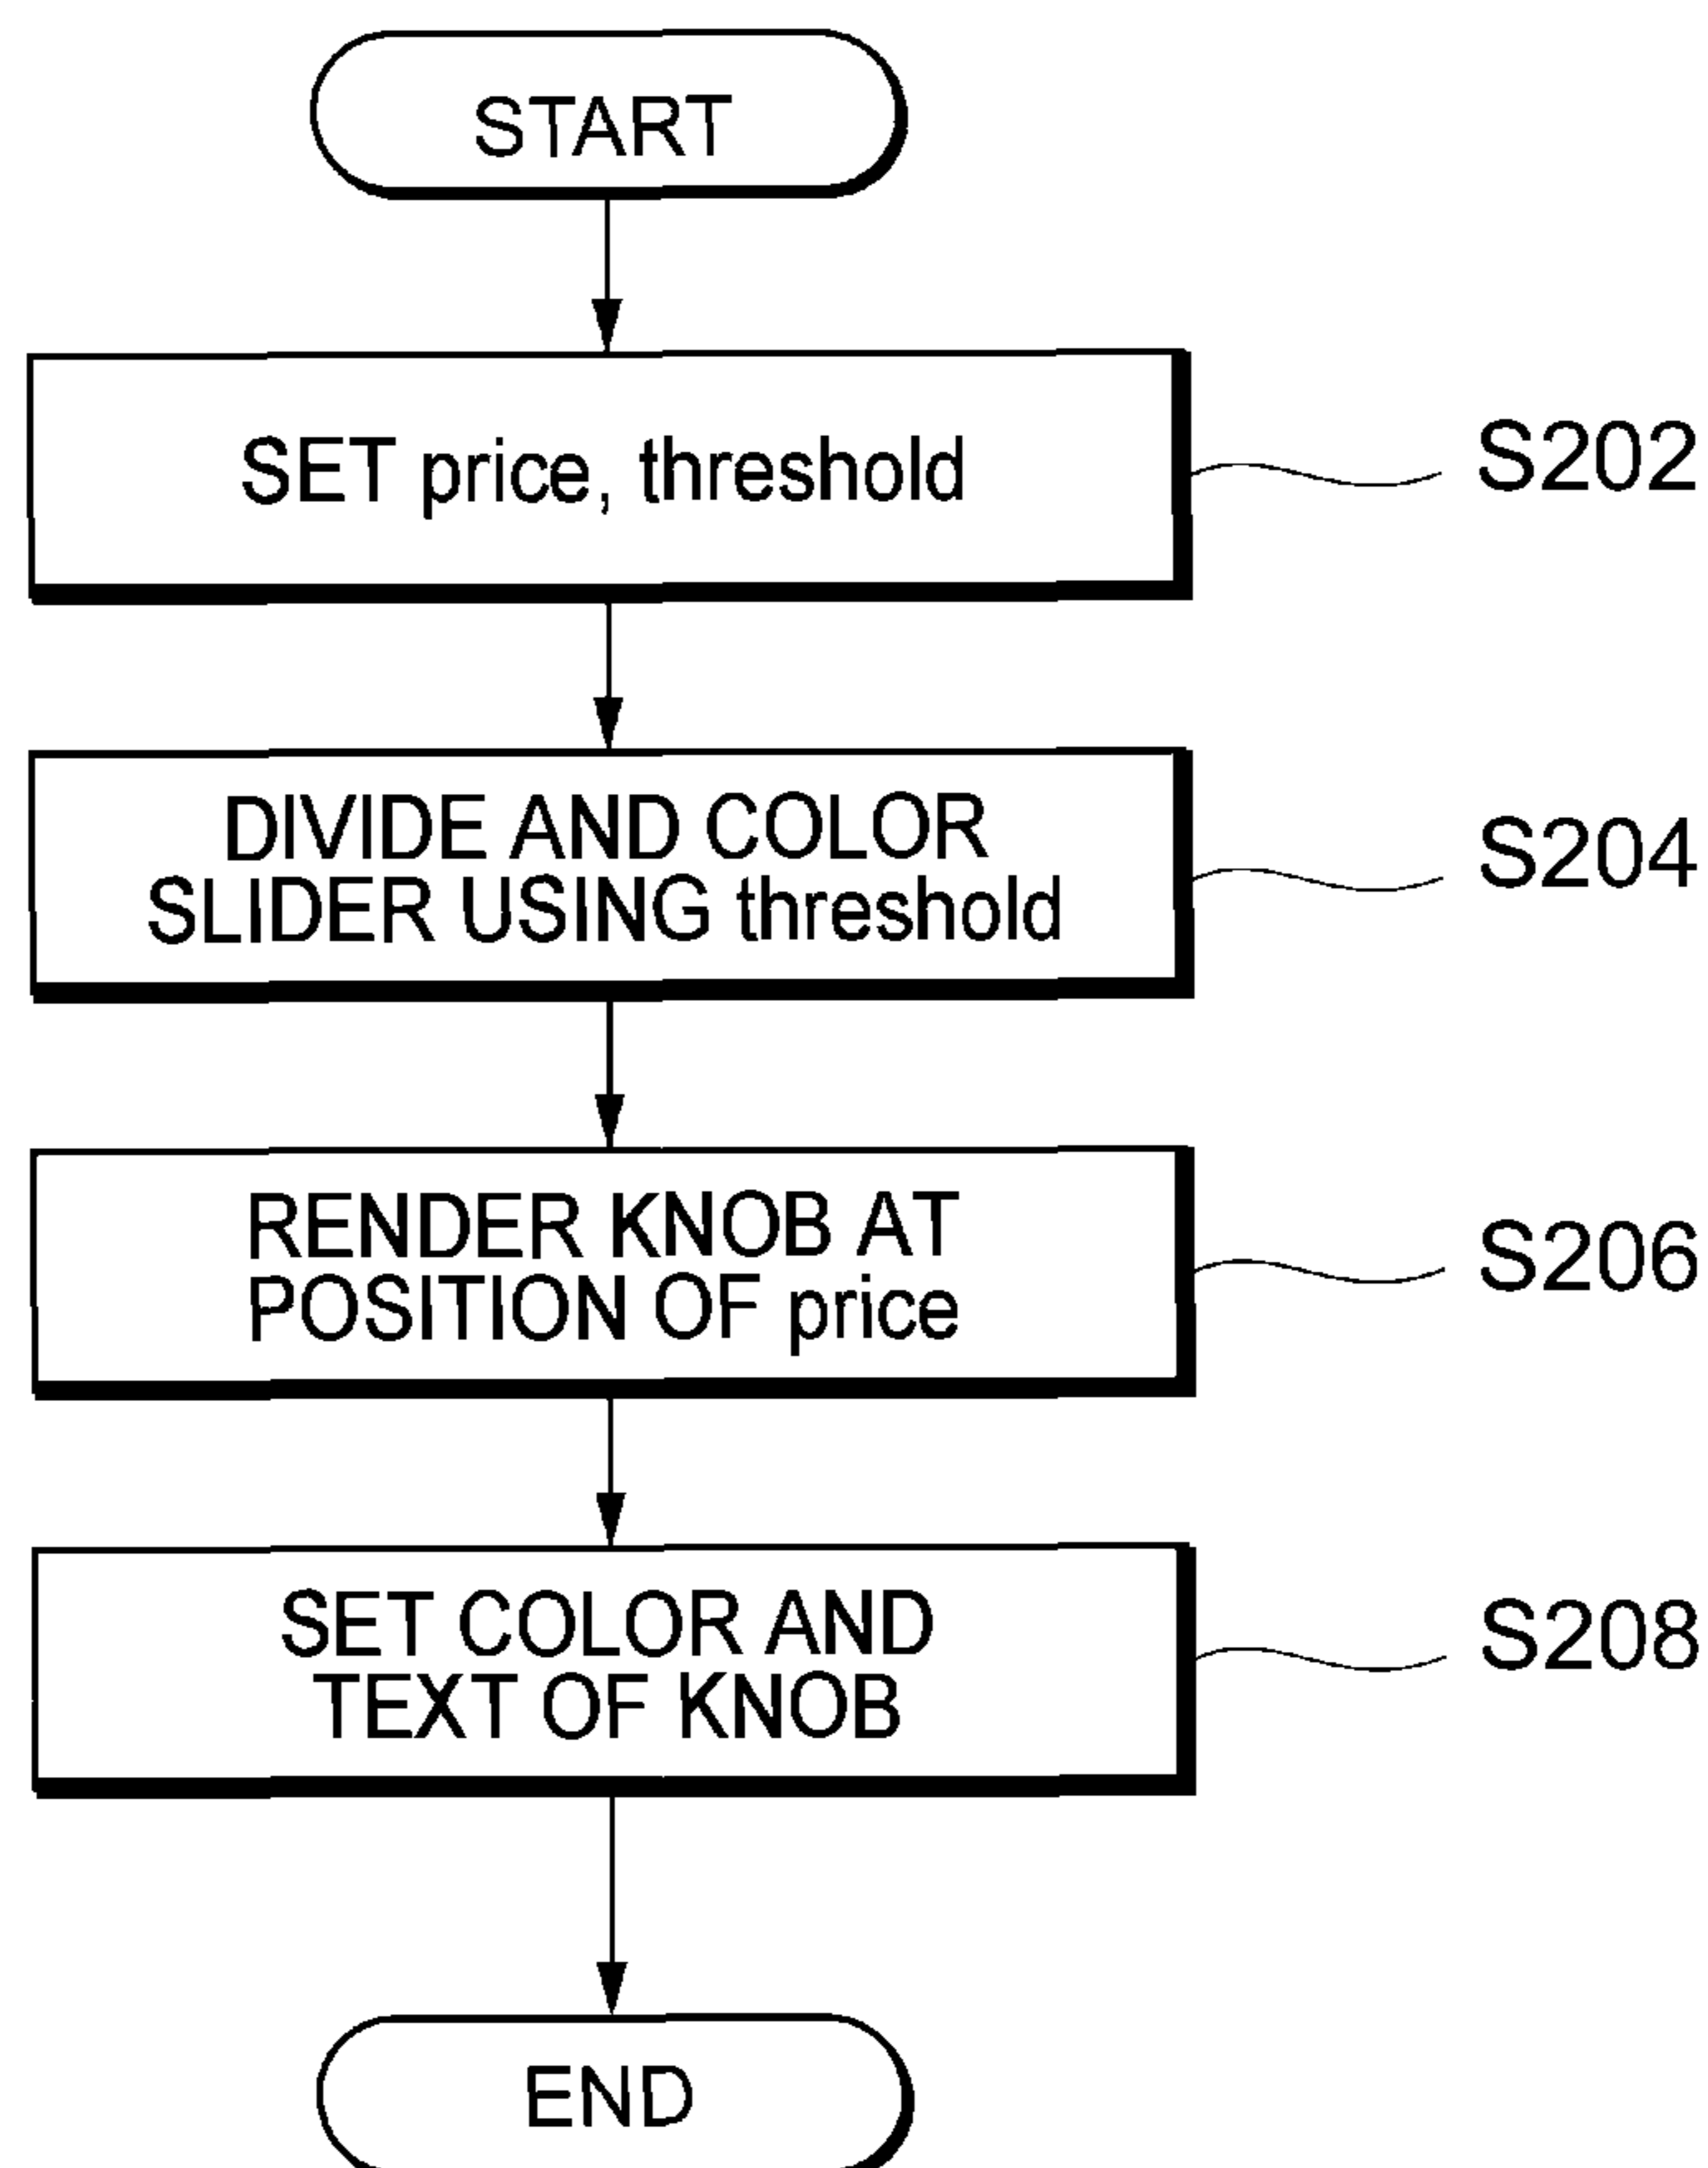 START
SET price, threshold
S202
DIVIDE AND COLOR
SLIDER USING threshold
S204
RENDER KNOB AT
POSITION OF price
S206
SET COLOR AND
TEXT OF KNOB
S208
END